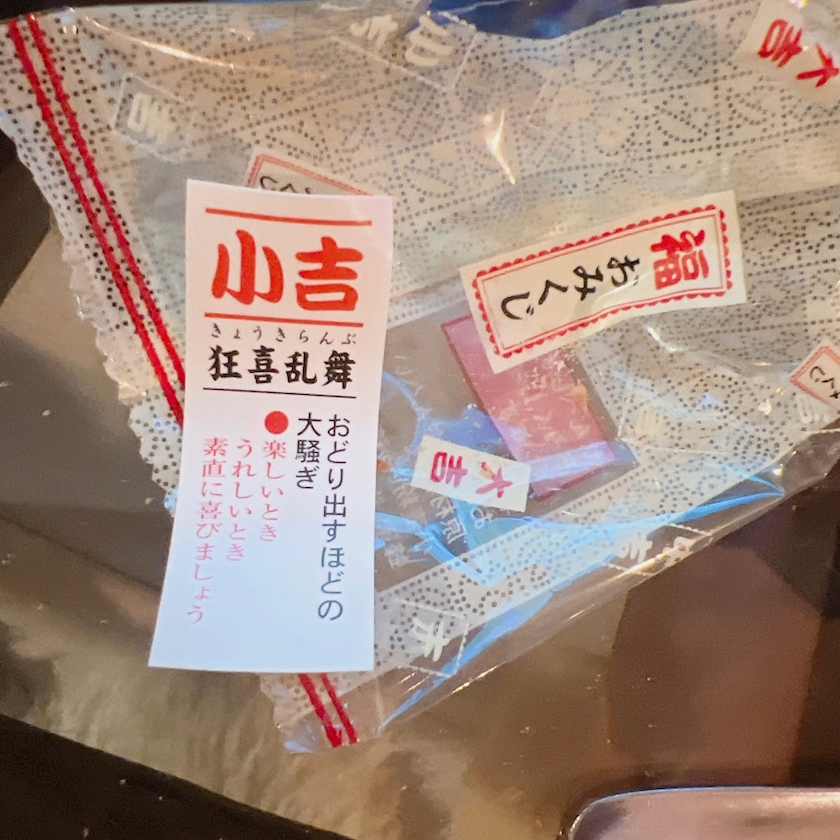 小吉
きょうきらんぶ
狂喜乱舞
おどり出すほどの
大騒ぎ
●楽しいとき
うれしいとき
素直に喜びましょう
福
おみくじ
大吉
大吉
吉